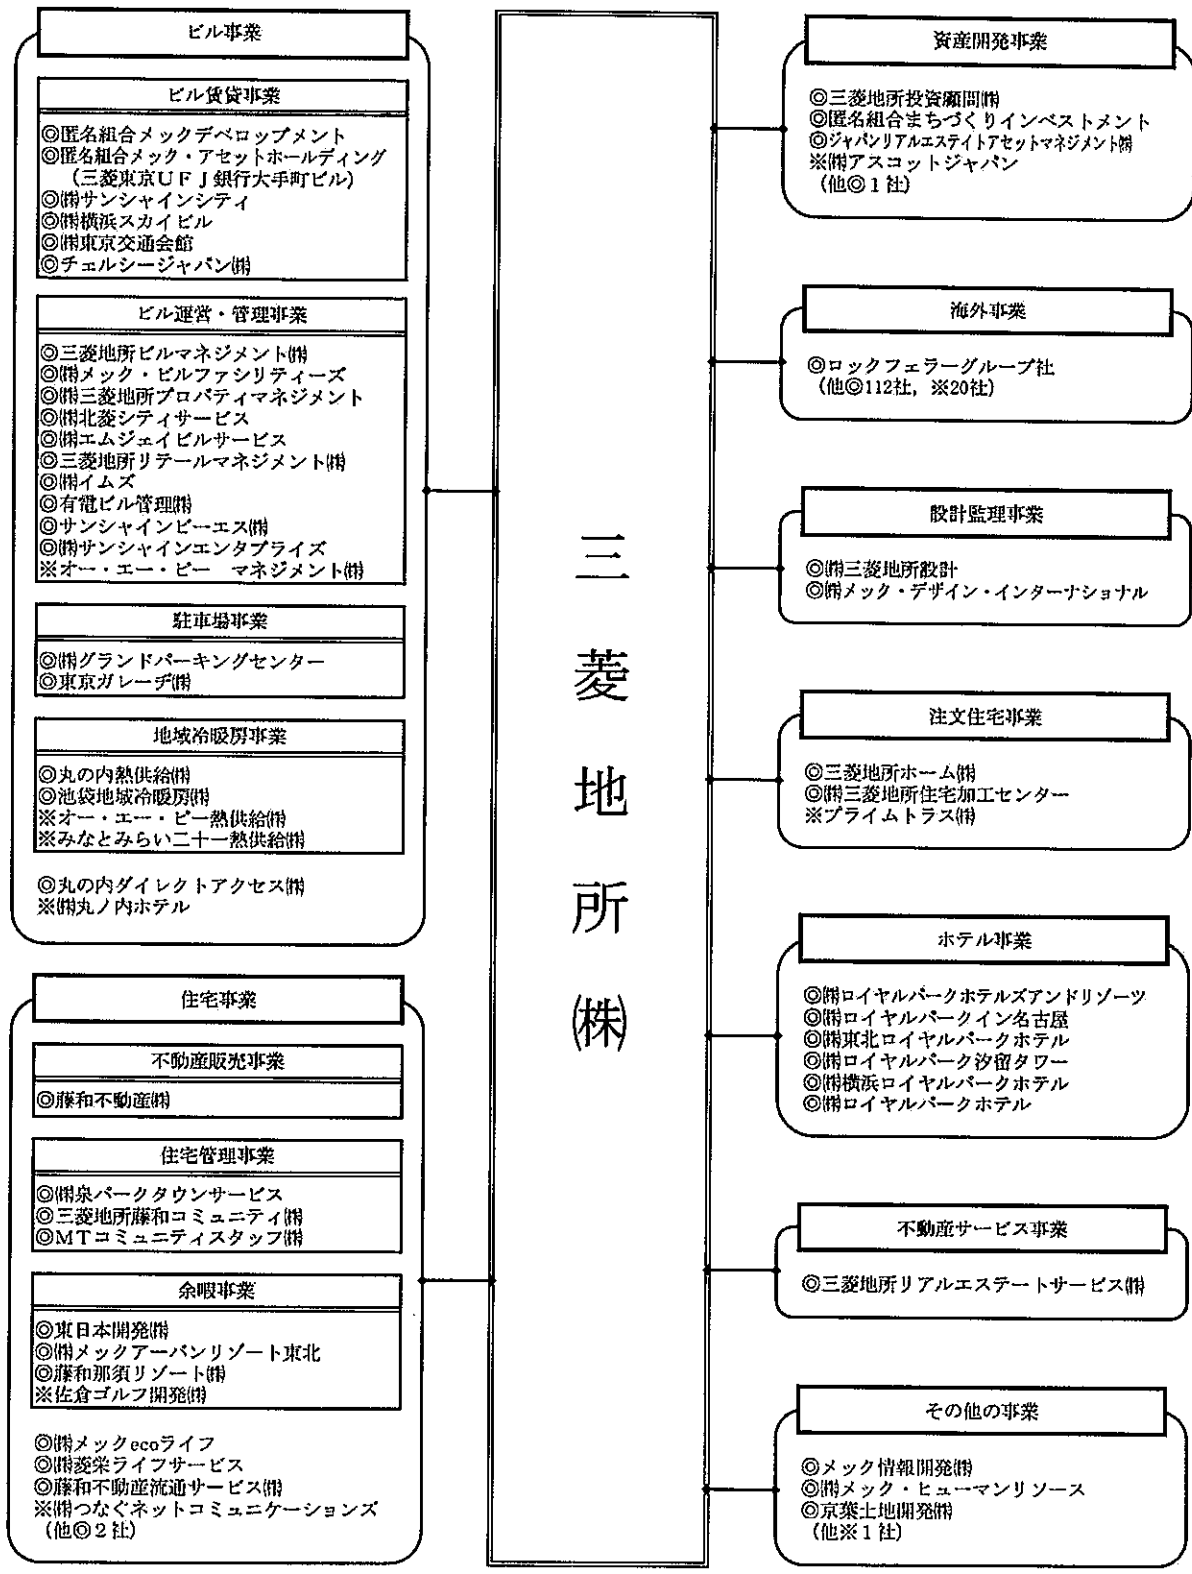 ビル事業
ビル賃貸事業
◎匿名組合メックデベロップメント
◎匿名組合メック・アセットホールディング
(三菱東京UFJ銀行大手町ビル)
◎㈱サンシャインシティ
◎㈱横浜スカイビル
◎㈱東京交通会館
◎チェルシージャパン㈱
ビル運営・管理事業
◎三菱地所ビルマネジメント㈱
◎㈱メック・ビルファシリティーズ
◎㈱三菱地所プロパティマネジメント
◎㈱北菱シティサービス
◎㈱エムジェイビルサービス
◎三菱地所リテールマネジメント㈱
◎㈱イムズ
◎有電ビル管理㈱
◎サンシャインビーエス㈱
◎㈱サンシャインエンタプライズ
※オー・エー・ピー マネジメント㈱
駐車場事業
◎㈱グランドパーキングセンター
◎東京ガレーヂ㈱
地域冷暖房事業
◎丸の内熱供給㈱
◎池袋地域冷暖房㈱
※オー・エー・ピー熱供給㈱
※みなとみらい二十一熱供給㈱
◎丸の内ダイレクトアクセス㈱
※㈱丸ノ内ホテル
住宅事業
不動産販売事業
◎藤和不動産㈱
住宅管理事業
◎㈱泉パークタウンサービス
◎三菱地所藤和コミュニティ㈱
◎MTコミュニティスタッフ㈱
余暇事業
◎東日本開発㈱
◎㈱メックアーバンリゾート東北
◎藤和那須リゾート㈱
※佐倉ゴルフ開発㈱
◎㈱メックecoライフ
◎㈱菱栄ライフサービス
◎藤和不動産流通サービス㈱
※㈱つなぐネットコミュニケーションズ
(他◎2社)
三菱地所㈱
資産開発事業
◎三菱地所投資顧問㈱
◎匿名組合まちづくりインベストメント
◎ジャパンリアルエステイトアセットマネジメント㈱
※㈱アスコットジャパン
(他◎1社)
海外事業
◎ロックフェラーグループ社
(他◎112社，※20社)
設計監理事業
◎㈱三菱地所設計
◎㈱メック・デザイン・インターナショナル
注文住宅事業
◎三菱地所ホーム㈱
◎㈱三菱地所住宅加工センター
※プライムトラス㈱
ホテル事業
◎㈱ロイヤルパークホテルズアンドリゾーツ
◎㈱ロイヤルパークイン名古屋
◎㈱東北ロイヤルパークホテル
◎㈱ロイヤルパーク汐留タワー
◎㈱横浜ロイヤルパークホテル
◎㈱ロイヤルパークホテル
不動産サービス事業
◎三菱地所リアルエステートサービス㈱
その他の事業
◎メック情報開発㈱
◎㈱メック・ヒューマンリソース
◎京葉土地開発㈱
(他※1社)